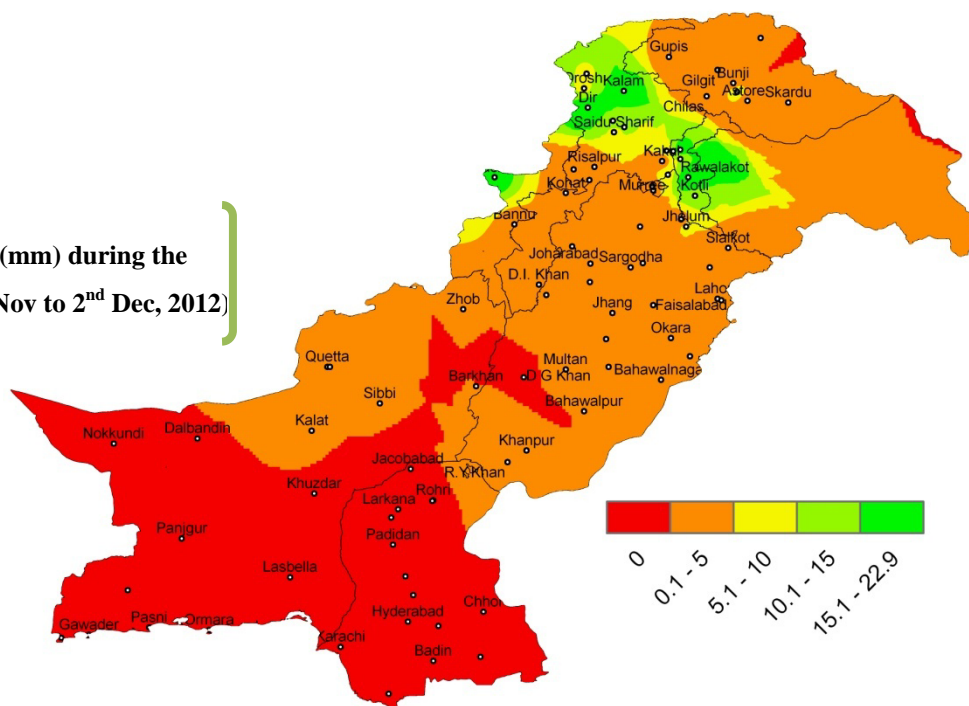 Gupis
Drosh
Kalam
Gilgit
Bunji
Dir
Astore
Skardu
Chilas
Saidu Sharif
Risalpur
Rawalakot
Kohat
Murree
Kotli
Bannu
Jhelum
Sialkot
(mm) during the
Nov to 2nd Dec, 2012)
Joharabad
Sargodha
D.I. Khan
Zhob
Jhang
Faisalabad
Laho
Okara
Quetta
Multan
Barkhan
D G Khan
Bahawalnaga
Sibbi
Bahawalpur
Kalat
Nokkundi
Dalbandin
Khanpur
Jacobabad
R.Y.Khan
Khuzdar
Larkana
Rohri
Panjgur
Padidan
Lasbella
Hyderabad
Chhor
Gawader
Pasni
Ormara
Karachi
Badin
0
0.1 - 5
5.1 - 10
10.1 - 15
15.1 - 22.9